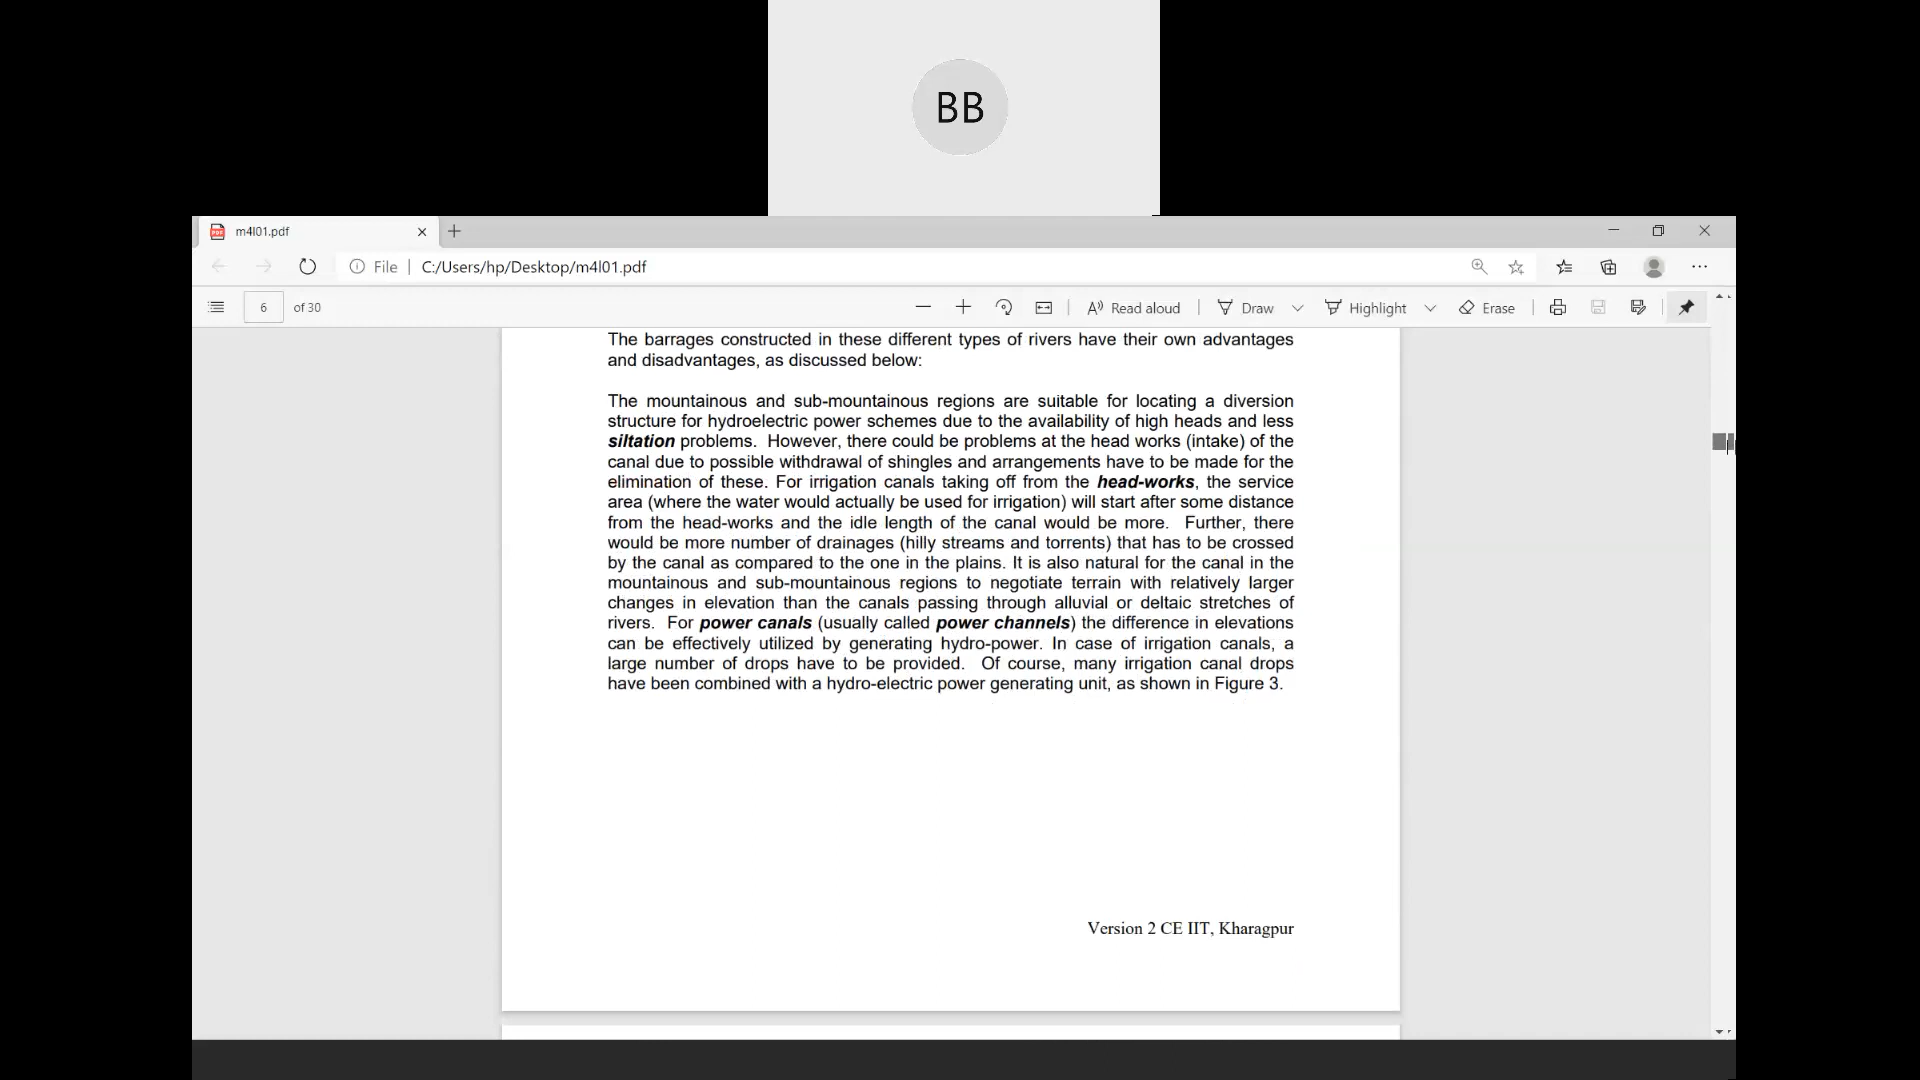 BB
m4l01.pdf
File | C:/Users/hp/Desktop/m4l01.pdf
6 of 30 Read aloud Draw Highlight Erase
The barrages constructed in these different types of rivers have their own advantages
and disadvantages, as discussed below:
The mountainous and sub-mountainous regions are suitable for locating a diversion
structure for hydroelectric power schemes due to the availability of high heads and less
siltation problems. However, there could be problems at the head works (intake) of the
canal due to possible withdrawal of shingles and arrangements have to be made for the
elimination of these. For irrigation canals taking off from the head-works, the service
area (where the water would actually be used for irrigation) will start after some distance
from the head-works and the idle length of the canal would be more. Further, there
would be more number of drainages (hilly streams and torrents) that has to be crossed
by the canal as compared to the one in the plains. It is also natural for the canal in the
mountainous and sub-mountainous regions to negotiate terrain with relatively larger
changes in elevation than the canals passing through alluvial or deltaic stretches of
rivers. For power canals (usually called power channels) the difference in elevations
can be effectively utilized by generating hydro-power. In case of irrigation canals, a
large number of drops have to be provided. Of course, many irrigation canal drops
have been combined with a hydro-electric power generating unit, as shown in Figure 3.
Version 2 CE IIT, Kharagpur